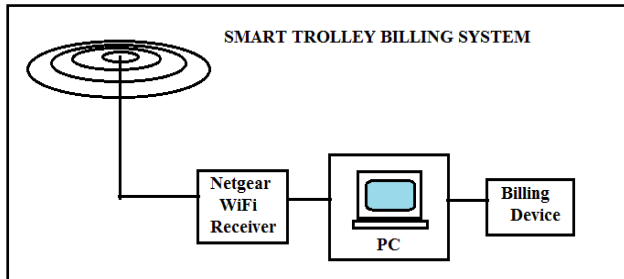 SMART TROLLEY BILLING SYSTEM
Netgear
WiFi
Receiver
PC
Billing
Device